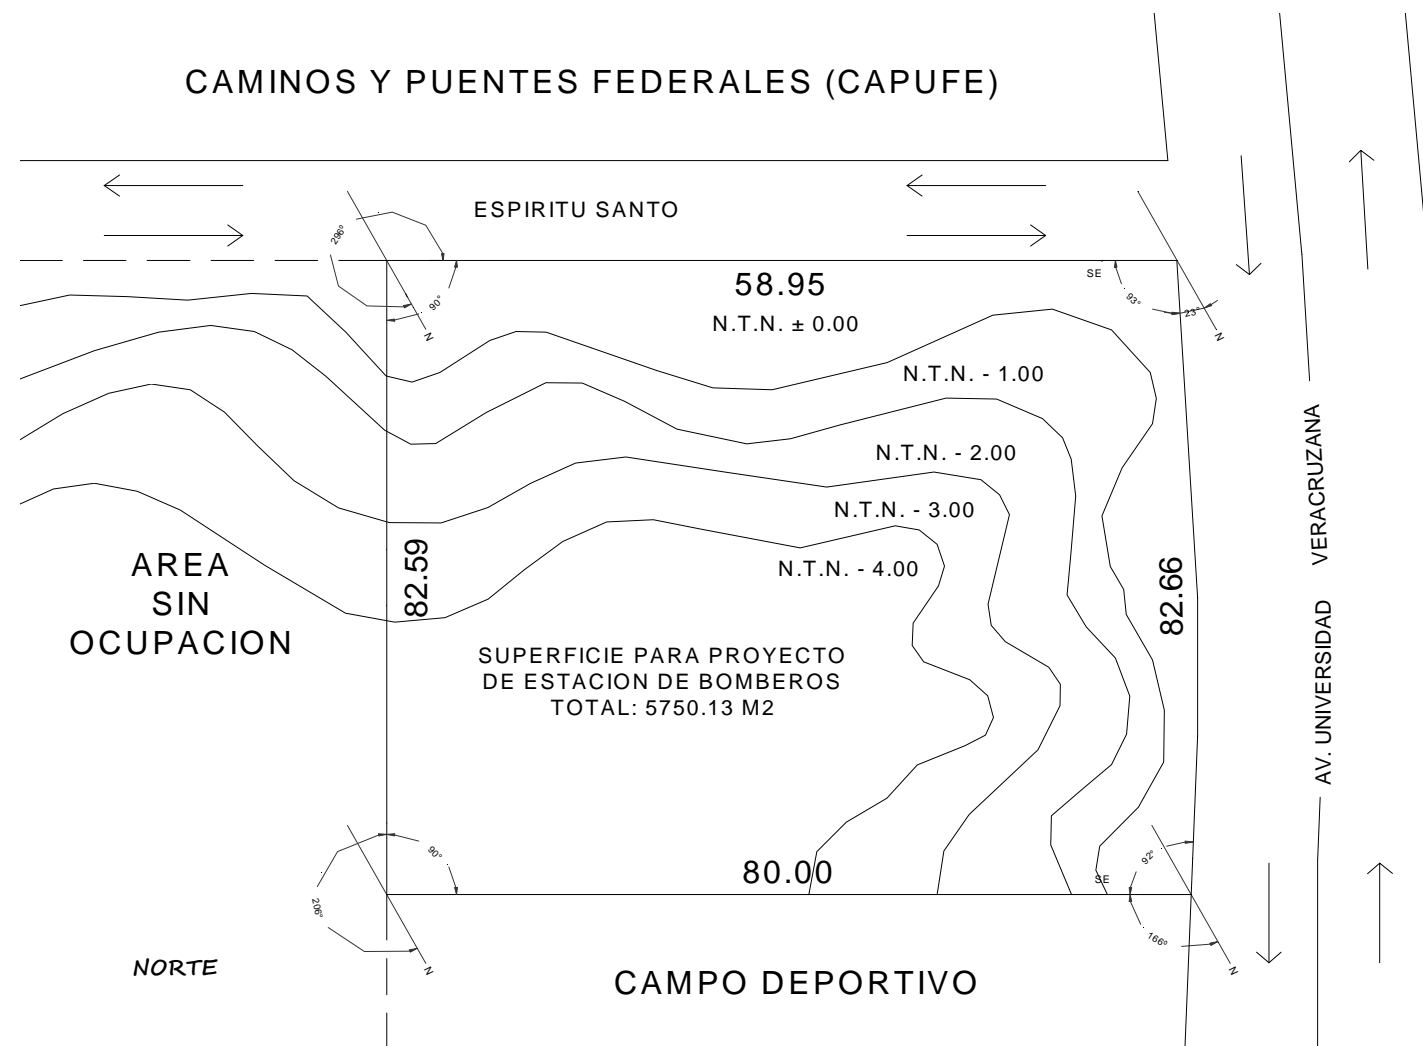 CAMINOS Y PUENTES FEDERALES (CAPUFE)
ESPIRITU SANTO
296º
90°
N
58.95
N.T.N. ± 0.00
SE
93°
23°
N
N.T.N. - 1.00
N.T.N. - 2.00
N.T.N. - 3.00
N.T.N. - 4.00
AREA
SIN
OCUPACION
82.59
82.66
AV. UNIVERSIDAD VERACRUZANA
SUPERFICIE PARA PROYECTO
DE ESTACION DE BOMBEROS
TOTAL: 5750.13 M2
90°
206°
N
80.00
SE
92°
166º
N
NORTE
CAMPO DEPORTIVO